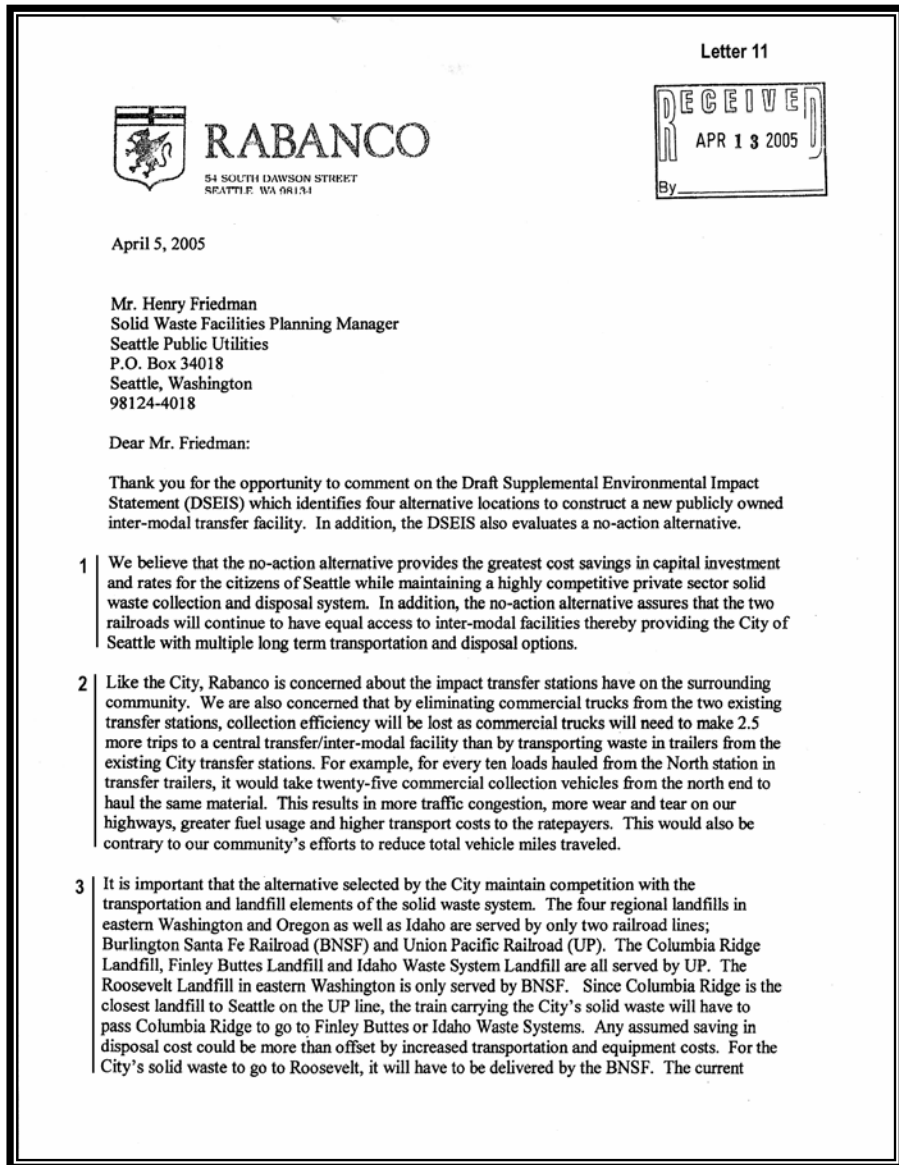 Letter 11
RECEIVED
APR 13 2005
By
RABANCO
54 SOUTH DAWSON STREET
SEATTLE WA 98134
April 5, 2005
Mr. Henry Friedman
Solid Waste Facilities Planning Manager
Seattle Public Utilities
P.O. Box 34018
Seattle, Washington
98124-4018
Dear Mr. Friedman:
Thank you for the opportunity to comment on the Draft Supplemental Environmental Impact
Statement (DSEIS) which identifies four alternative locations to construct a new publicly owned
inter-modal transfer facility. In addition, the DSEIS also evaluates a no-action alternative.
1 We believe that the no-action alternative provides the greatest cost savings in capital investment
and rates for the citizens of Seattle while maintaining a highly competitive private sector solid
waste collection and disposal system. In addition, the no-action alternative assures that the two
railroads will continue to have equal access to inter-modal facilities thereby providing the City of
Seattle with multiple long term transportation and disposal options.
2 Like the City, Rabanco is concerned about the impact transfer stations have on the surrounding
community. We are also concerned that by eliminating commercial trucks from the two existing
transfer stations, collection efficiency will be lost as commercial trucks will need to make 2.5
more trips to a central transfer/inter-modal facility than by transporting waste in trailers from the
existing City transfer stations. For example, for every ten loads hauled from the North station in
transfer trailers, it would take twenty-five commercial collection vehicles from the north end to
haul the same material. This results in more traffic congestion, more wear and tear on our
highways, greater fuel usage and higher transport costs to the ratepayers. This would also be
contrary to our community's efforts to reduce total vehicle miles traveled.
3 It is important that the alternative selected by the City maintain competition with the
transportation and landfill elements of the solid waste system. The four regional landfills in
eastern Washington and Oregon as well as Idaho are served by only two railroad lines;
Burlington Santa Fe Railroad (BNSF) and Union Pacific Railroad (UP). The Columbia Ridge
Landfill, Finley Buttes Landfill and Idaho Waste System Landfill are all served by UP. The
Roosevelt Landfill in eastern Washington is only served by BNSF. Since Columbia Ridge is the
closest landfill to Seattle on the UP line, the train carrying the City's solid waste will have to
pass Columbia Ridge to go to Finley Buttes or Idaho Waste Systems. Any assumed saving in
disposal cost could be more than offset by increased transportation and equipment costs. For the
City's solid waste to go to Roosevelt, it will have to be delivered by the BNSF. The current